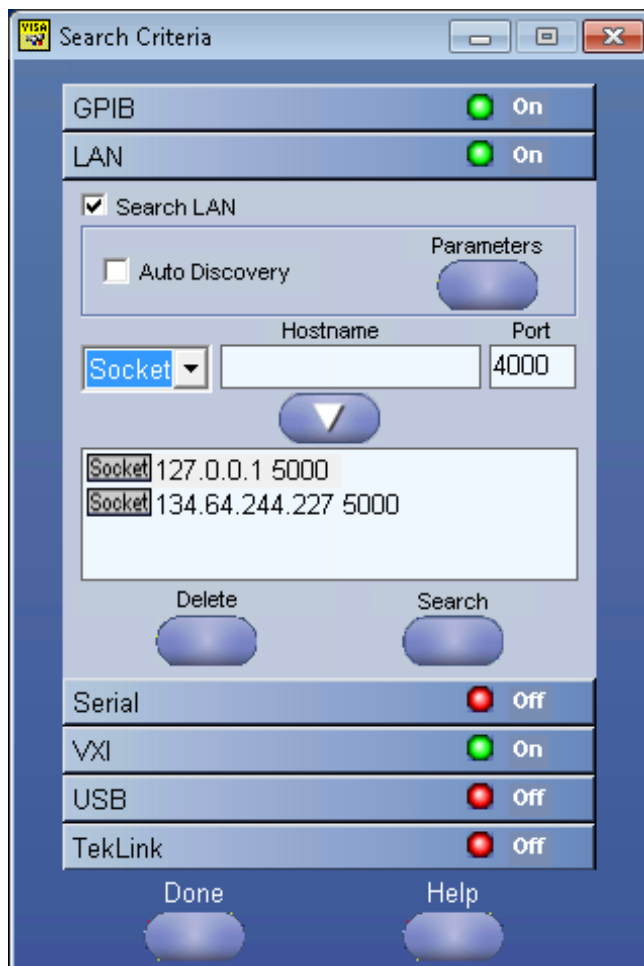 VISA
Search Criteria
GPIB On
LAN On
Search LAN
Parameters
Auto Discovery
Hostname Port
Socket 4000
Socket 127.0.0.1 5000
Socket 134.64.244.227 5000
Delete Search
Serial Off
VXI On
USB Off
TekLink Off
Done Help